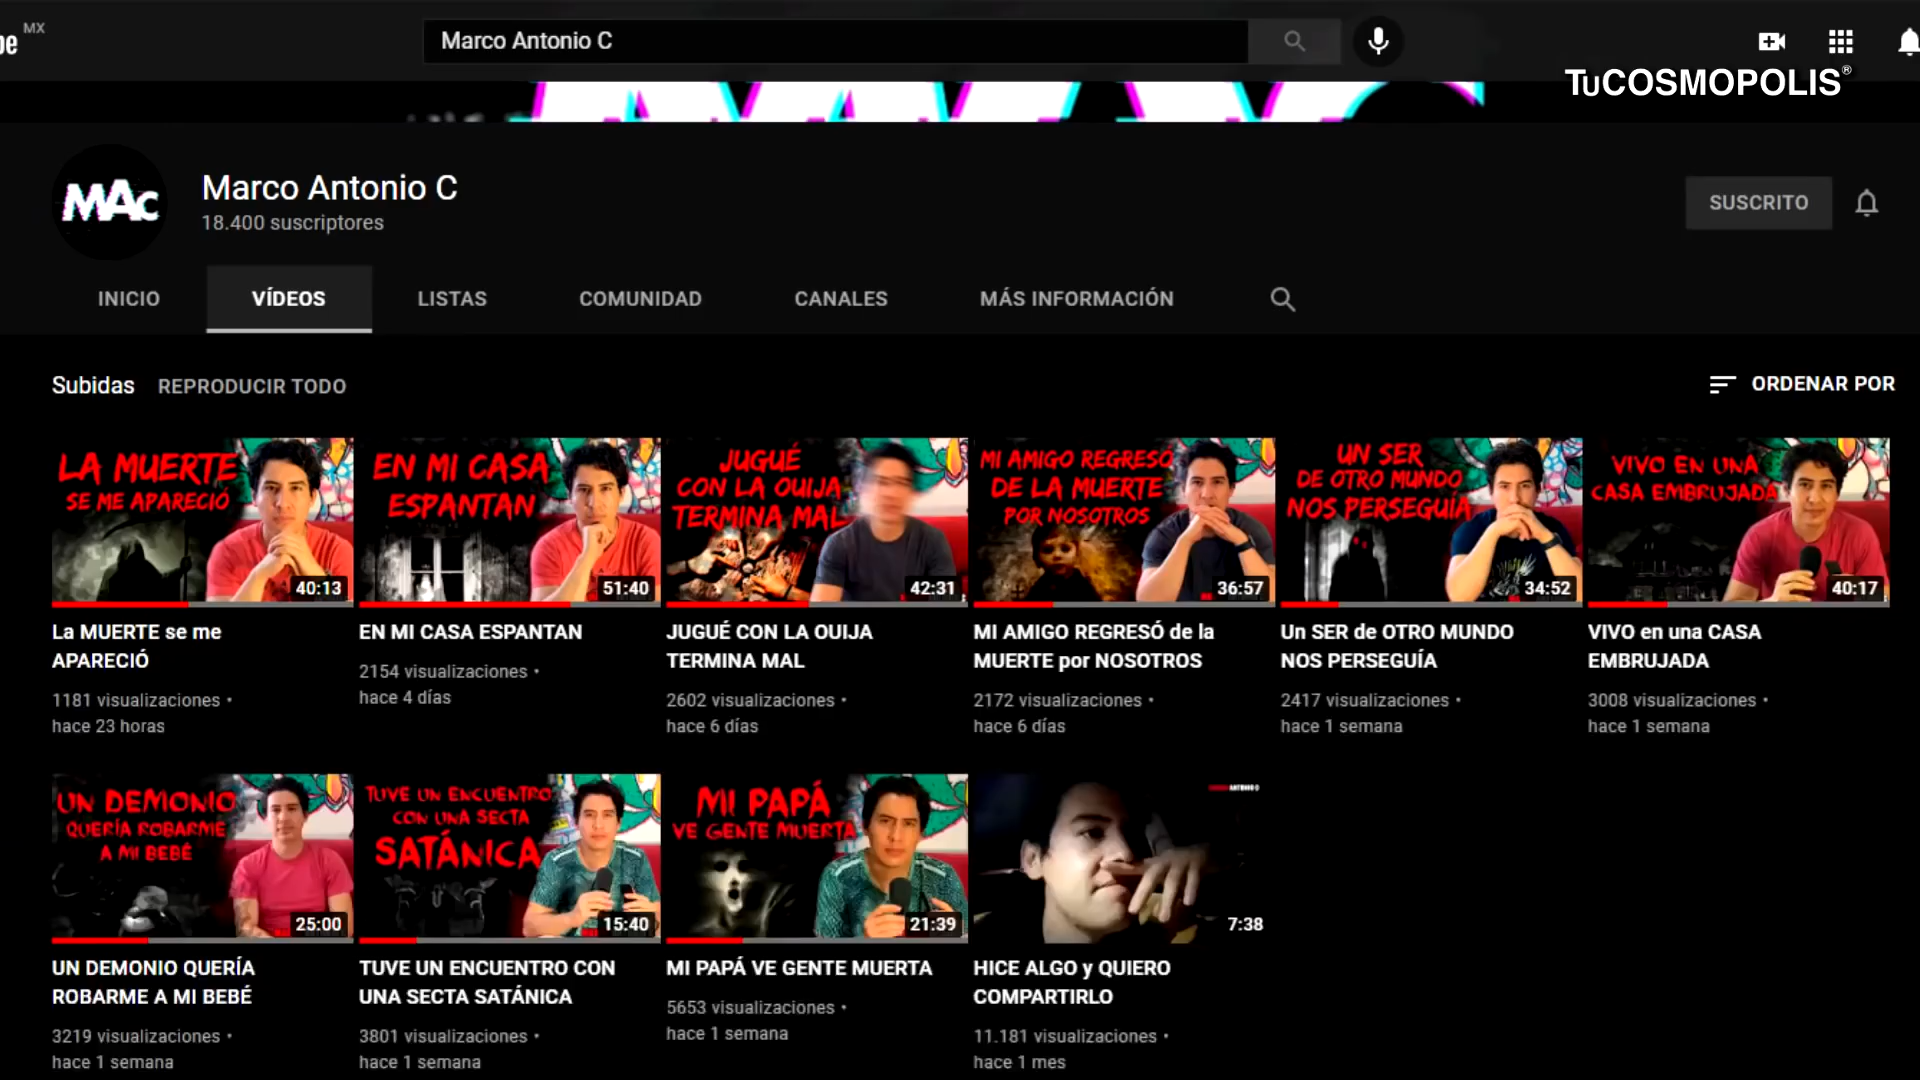 be MX
Marco Antonio C
TuCOSMOPOLIS®
MAc
Marco Antonio C
18.400 suscriptores
SUSCRITO
INICIO
VÍDEOS
LISTAS
COMUNIDAD
CANALES
MÁS INFORMACIÓN
Subidas
REPRODUCIR TODO
ORDENAR POR
LA MUERTE
SE ME APARECIÓ
40:13
La MUERTE se me
APARECIÓ
1181 visualizaciones •
hace 23 horas
EN MI CASA
ESPANTAN
51:40
EN MI CASA ESPANTAN
2154 visualizaciones •
hace 4 días
JUGUÉ
CON LA OUIJA
TERMINA MAL
42:31
JUGUÉ CON LA OUIJA
TERMINA MAL
2602 visualizaciones •
hace 6 días
MI AMIGO REGRESÓ
DE LA MUERTE
POR NOSOTROS
36:57
MI AMIGO REGRESÓ de la
MUERTE por NOSOTROS
2172 visualizaciones •
hace 6 días
UN SER
DE OTRO MUNDO
NOS PERSEGUÍA
34:52
Un SER de OTRO MUNDO
NOS PERSEGUÍA
2417 visualizaciones •
hace 1 semana
VIVO EN UNA
CASA EMBRUJADA
40:17
VIVO en una CASA
EMBRUJADA
3008 visualizaciones •
hace 1 semana
UN DEMONIO
QUERÍA ROBARME
A MI BEBÉ
25:00
UN DEMONIO QUERÍA
ROBARME A MI BEBÉ
3219 visualizaciones •
hace 1 semana
TUVE UN ENCUENTRO
CON UNA SECTA
SATÁNICA
15:40
TUVE UN ENCUENTRO CON
UNA SECTA SATÁNICA
3801 visualizaciones •
hace 1 semana
MI PAPÁ
VE GENTE MUERTA
21:39
MI PAPÁ VE GENTE MUERTA
5653 visualizaciones •
hace 1 semana
7:38
HICE ALGO y QUIERO
COMPARTIRLO
11.181 visualizaciones •
hace 1 mes